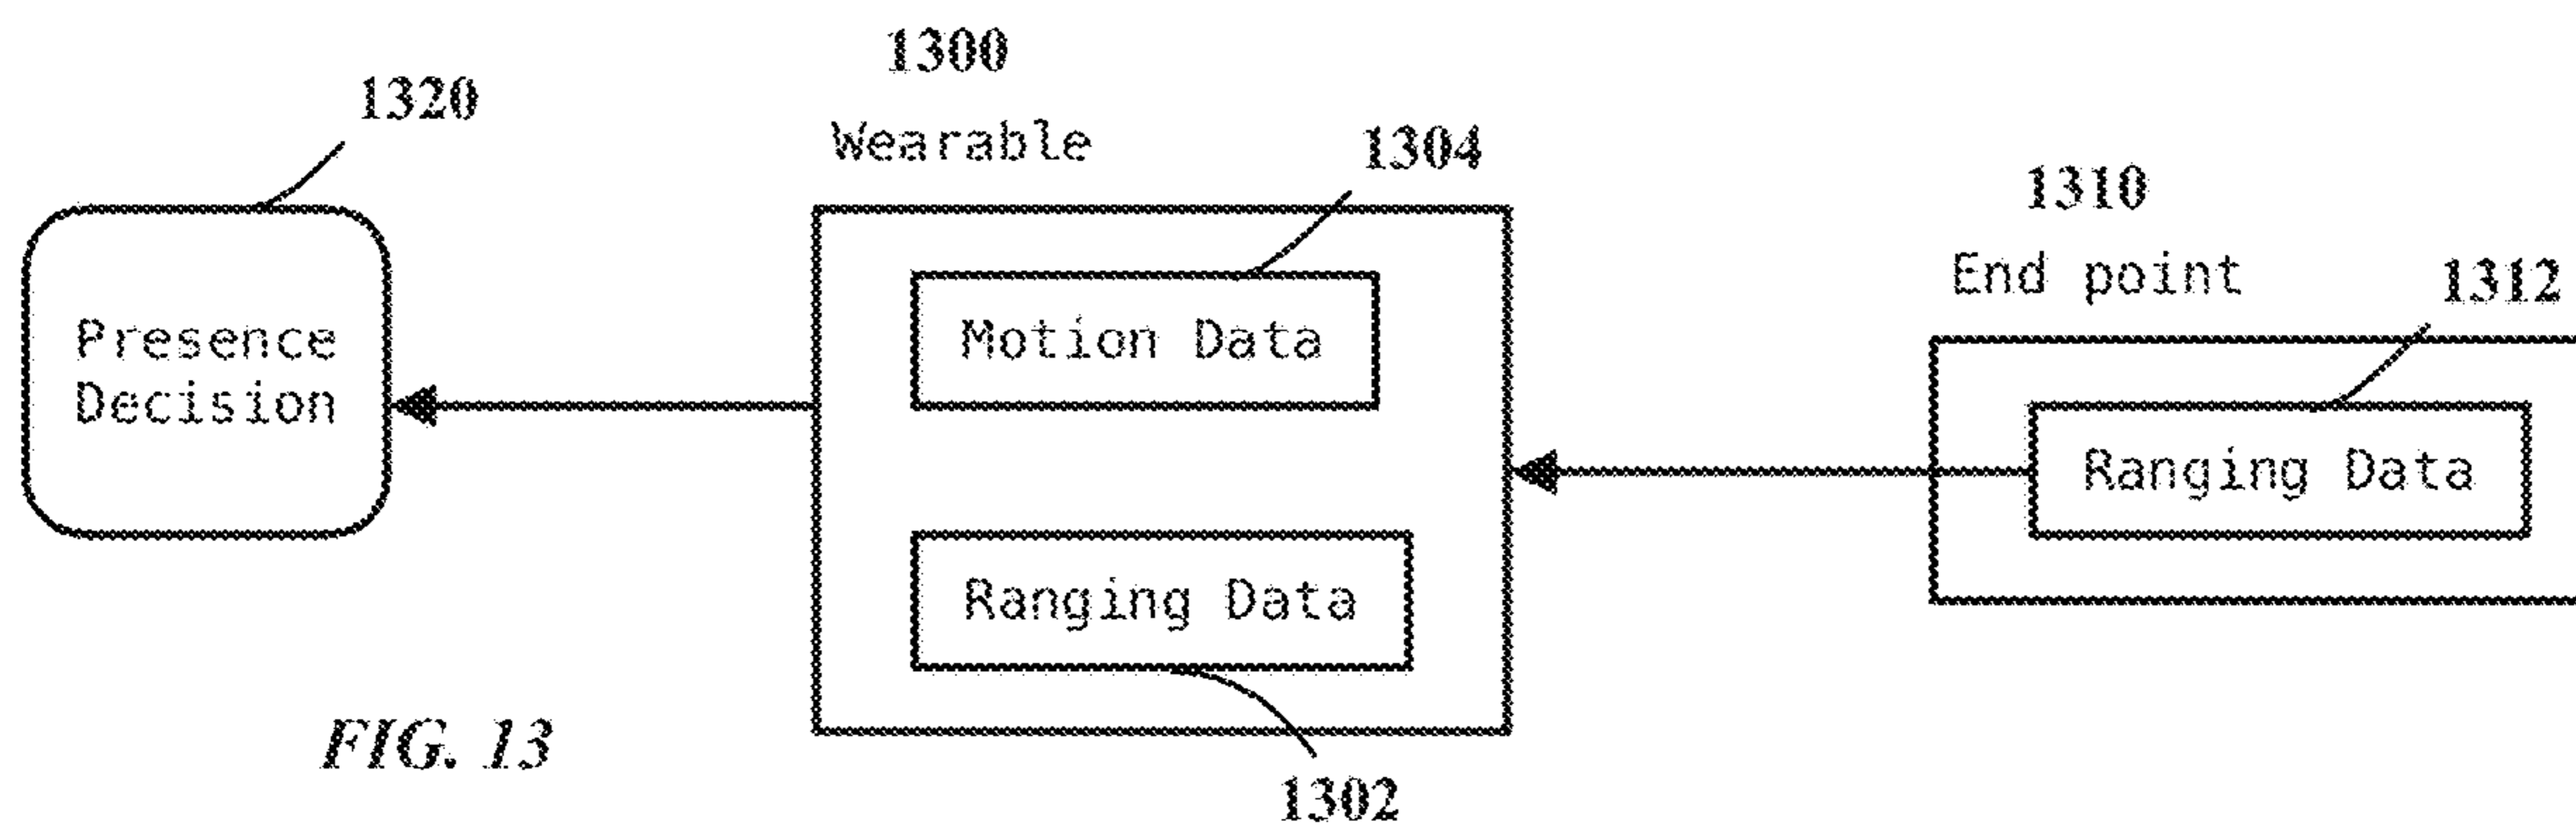 1300
1320
Wearable
1304
1310
End point
1312
Presence
Decision
Motion Data
Ranging Data
Ranging Data
FIG. 13
1302